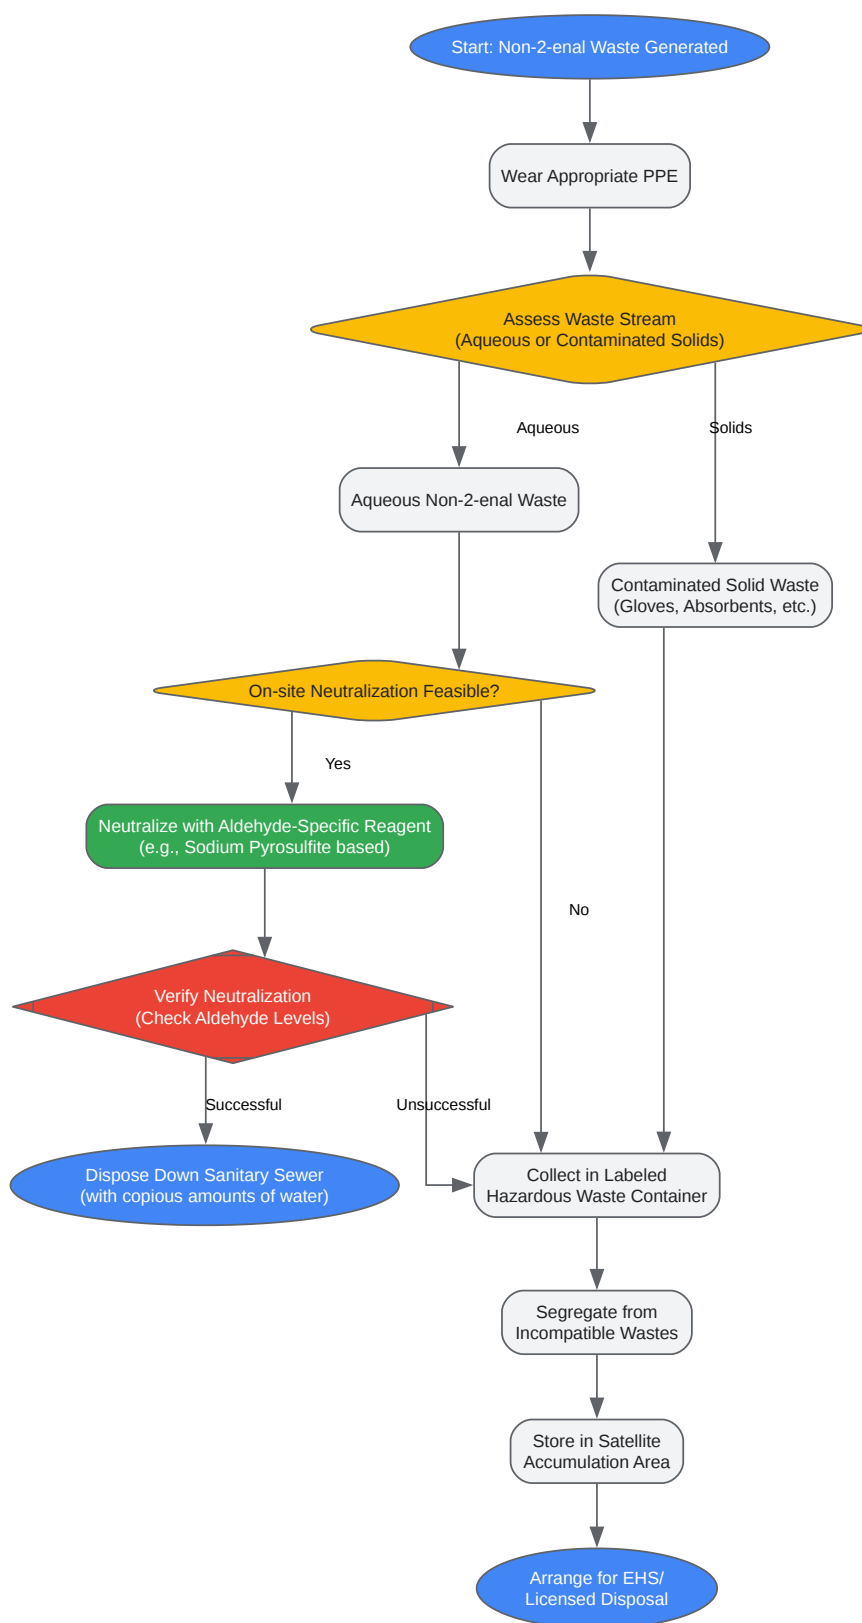 Start: Non-2-enal Waste Generated
Wear Appropriate PPE
Assess Waste Stream
(Aqueous or Contaminated Solids)
Aqueous
Solids
Aqueous Non-2-enal Waste
Contaminated Solid Waste
(Gloves, Absorbents, etc.)
On-site Neutralization Feasible?
Yes
Neutralize with Aldehyde-Specific Reagent
(e.g., Sodium Pyrosulfite based)
No
Verify Neutralization
(Check Aldehyde Levels)
Successful
Unsuccessful
Dispose Down Sanitary Sewer
(with copious amounts of water)
Collect in Labeled
Hazardous Waste Container
Segregate from
Incompatible Wastes
Store in Satellite
Accumulation Area
Arrange for EHS/
Licensed Disposal